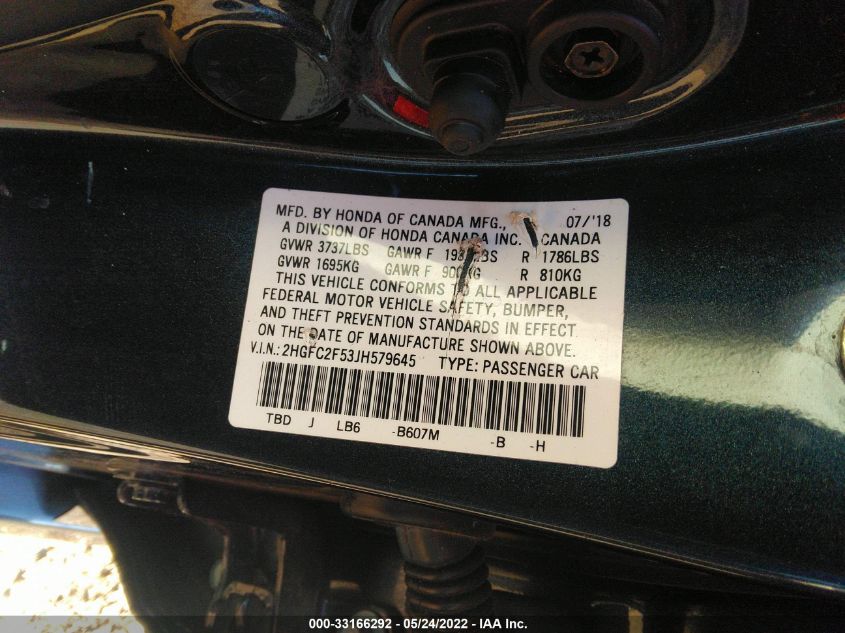 MFD. BY HONDA OF CANADA MFG., 07/'18
A DIVISION OF HONDA CANADA INC. CANADA
GVWR 3737LBS GAWR F LBS R 1786LBS
GVWR 1695KG GAWR F 900KG R 810KG
THIS VEHICLE CONFORMS TO ALL APPLICABLE
FEDERAL MOTOR VEHICLE SAFETY, BUMPER,
AND THEFT PREVENTION STANDARDS IN EFFECT
ON THE DATE OF MANUFACTURE SHOWN ABOVE.
V.I.N.: 2HGFC2F53JH579645 TYPE: PASSENGER CAR
TBD J LB6 -B607M -B -H
000-33166292 - 05/24/2022 - IAA Inc.